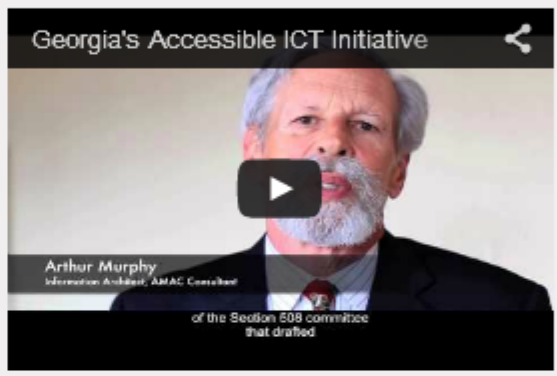 Georgia's Accessible ICT Initiative
Arthur Murphy
Information Architect, AMAC Consultant
of the Section 508 committee
that drafted